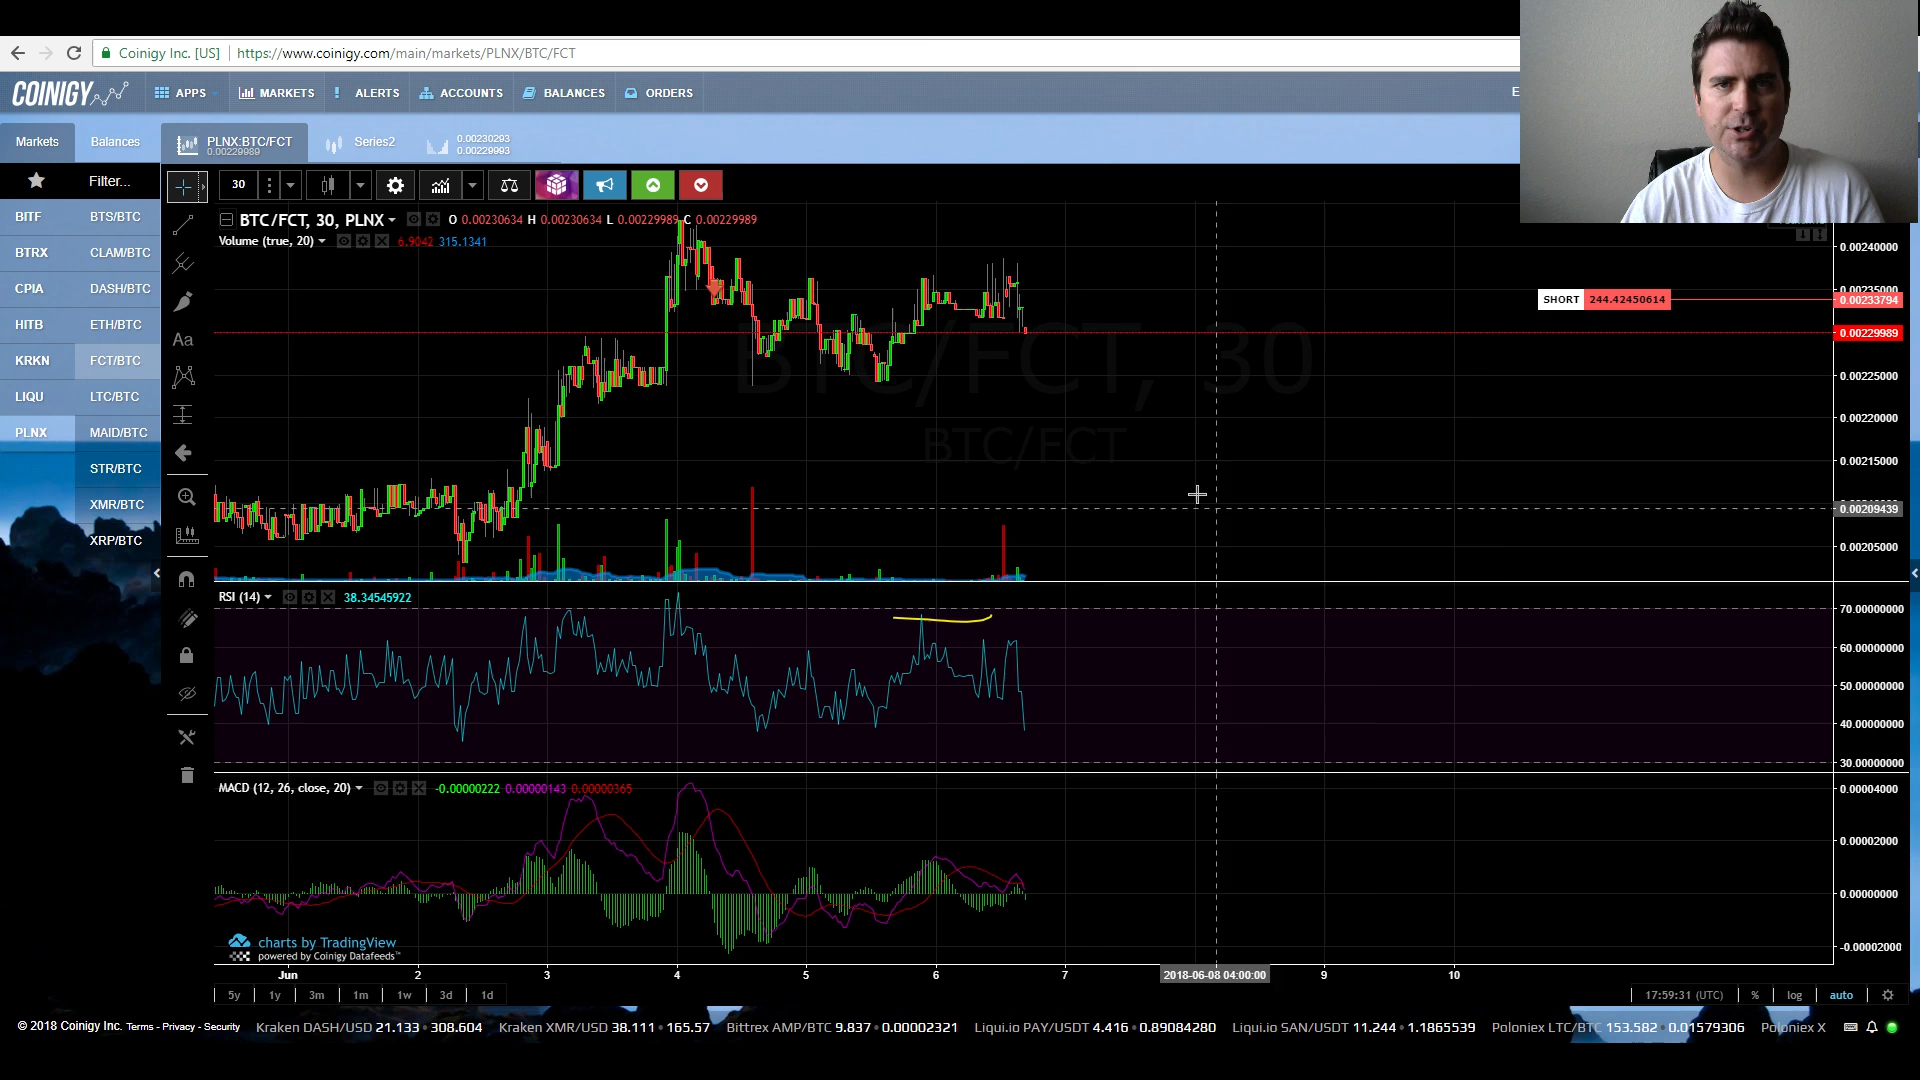 Coinigy Inc. [US] https://www.coinigy.com/main/markets/PLNX/BTC/FCT
COINIGY APPS MARKETS ALERTS ACCOUNTS BALANCES ORDERS E
Markets Balances PLNX:BTC/FCT 0.00229989 Series2 0.00230293 0.00229993
Filter... 30
BTC/FCT, 30, PLNX O 0.00230634 H 0.00230634 L 0.00229989 C 0.00229989
Volume (true, 20) 6.9042 315.1341
BITF BTS/BTC
BTRX CLAM/BTC
CPIA DASH/BTC
HITB ETH/BTC
KRKN FCT/BTC
LIQU LTC/BTC
PLNX MAID/BTC
STR/BTC
XMR/BTC
XRP/BTC
Aa
BTC/FCT, 30
BTC/FCT
SHORT 244.42450614
0.00240000
0.00233794
0.00229989
0.00225000
0.00220000
0.00215000
0.00209439
0.00205000
RSI (14) 38.34545922
70.00000000
60.00000000
50.00000000
40.00000000
30.00000000
MACD (12, 26, close, 20) -0.00000222 0.00000143 0.00000365
0.00004000
0.00002000
0.00000000
-0.00002000
charts by TradingView
powered by Coinigy Datafeeds™
Jun 2 3 4 5 6 7 2018-06-08 04:00:00 9 10
5y 1y 3m 1m 1w 3d 1d 17:59:31 (UTC) % log auto
© 2018 Coinigy Inc. Terms - Privacy - Security Kraken DASH/USD 21.133 • 308.604 Kraken XMR/USD 38.111 • 165.57 Bittrex AMP/BTC 9.837 • 0.00002321 Liqui.io PAY/USDT 4.416 • 0.89084280 Liqui.io SAN/USDT 11.244 • 1.1865539 Poloniex LTC/BTC 153.582 • 0.01579306 Poloniex X